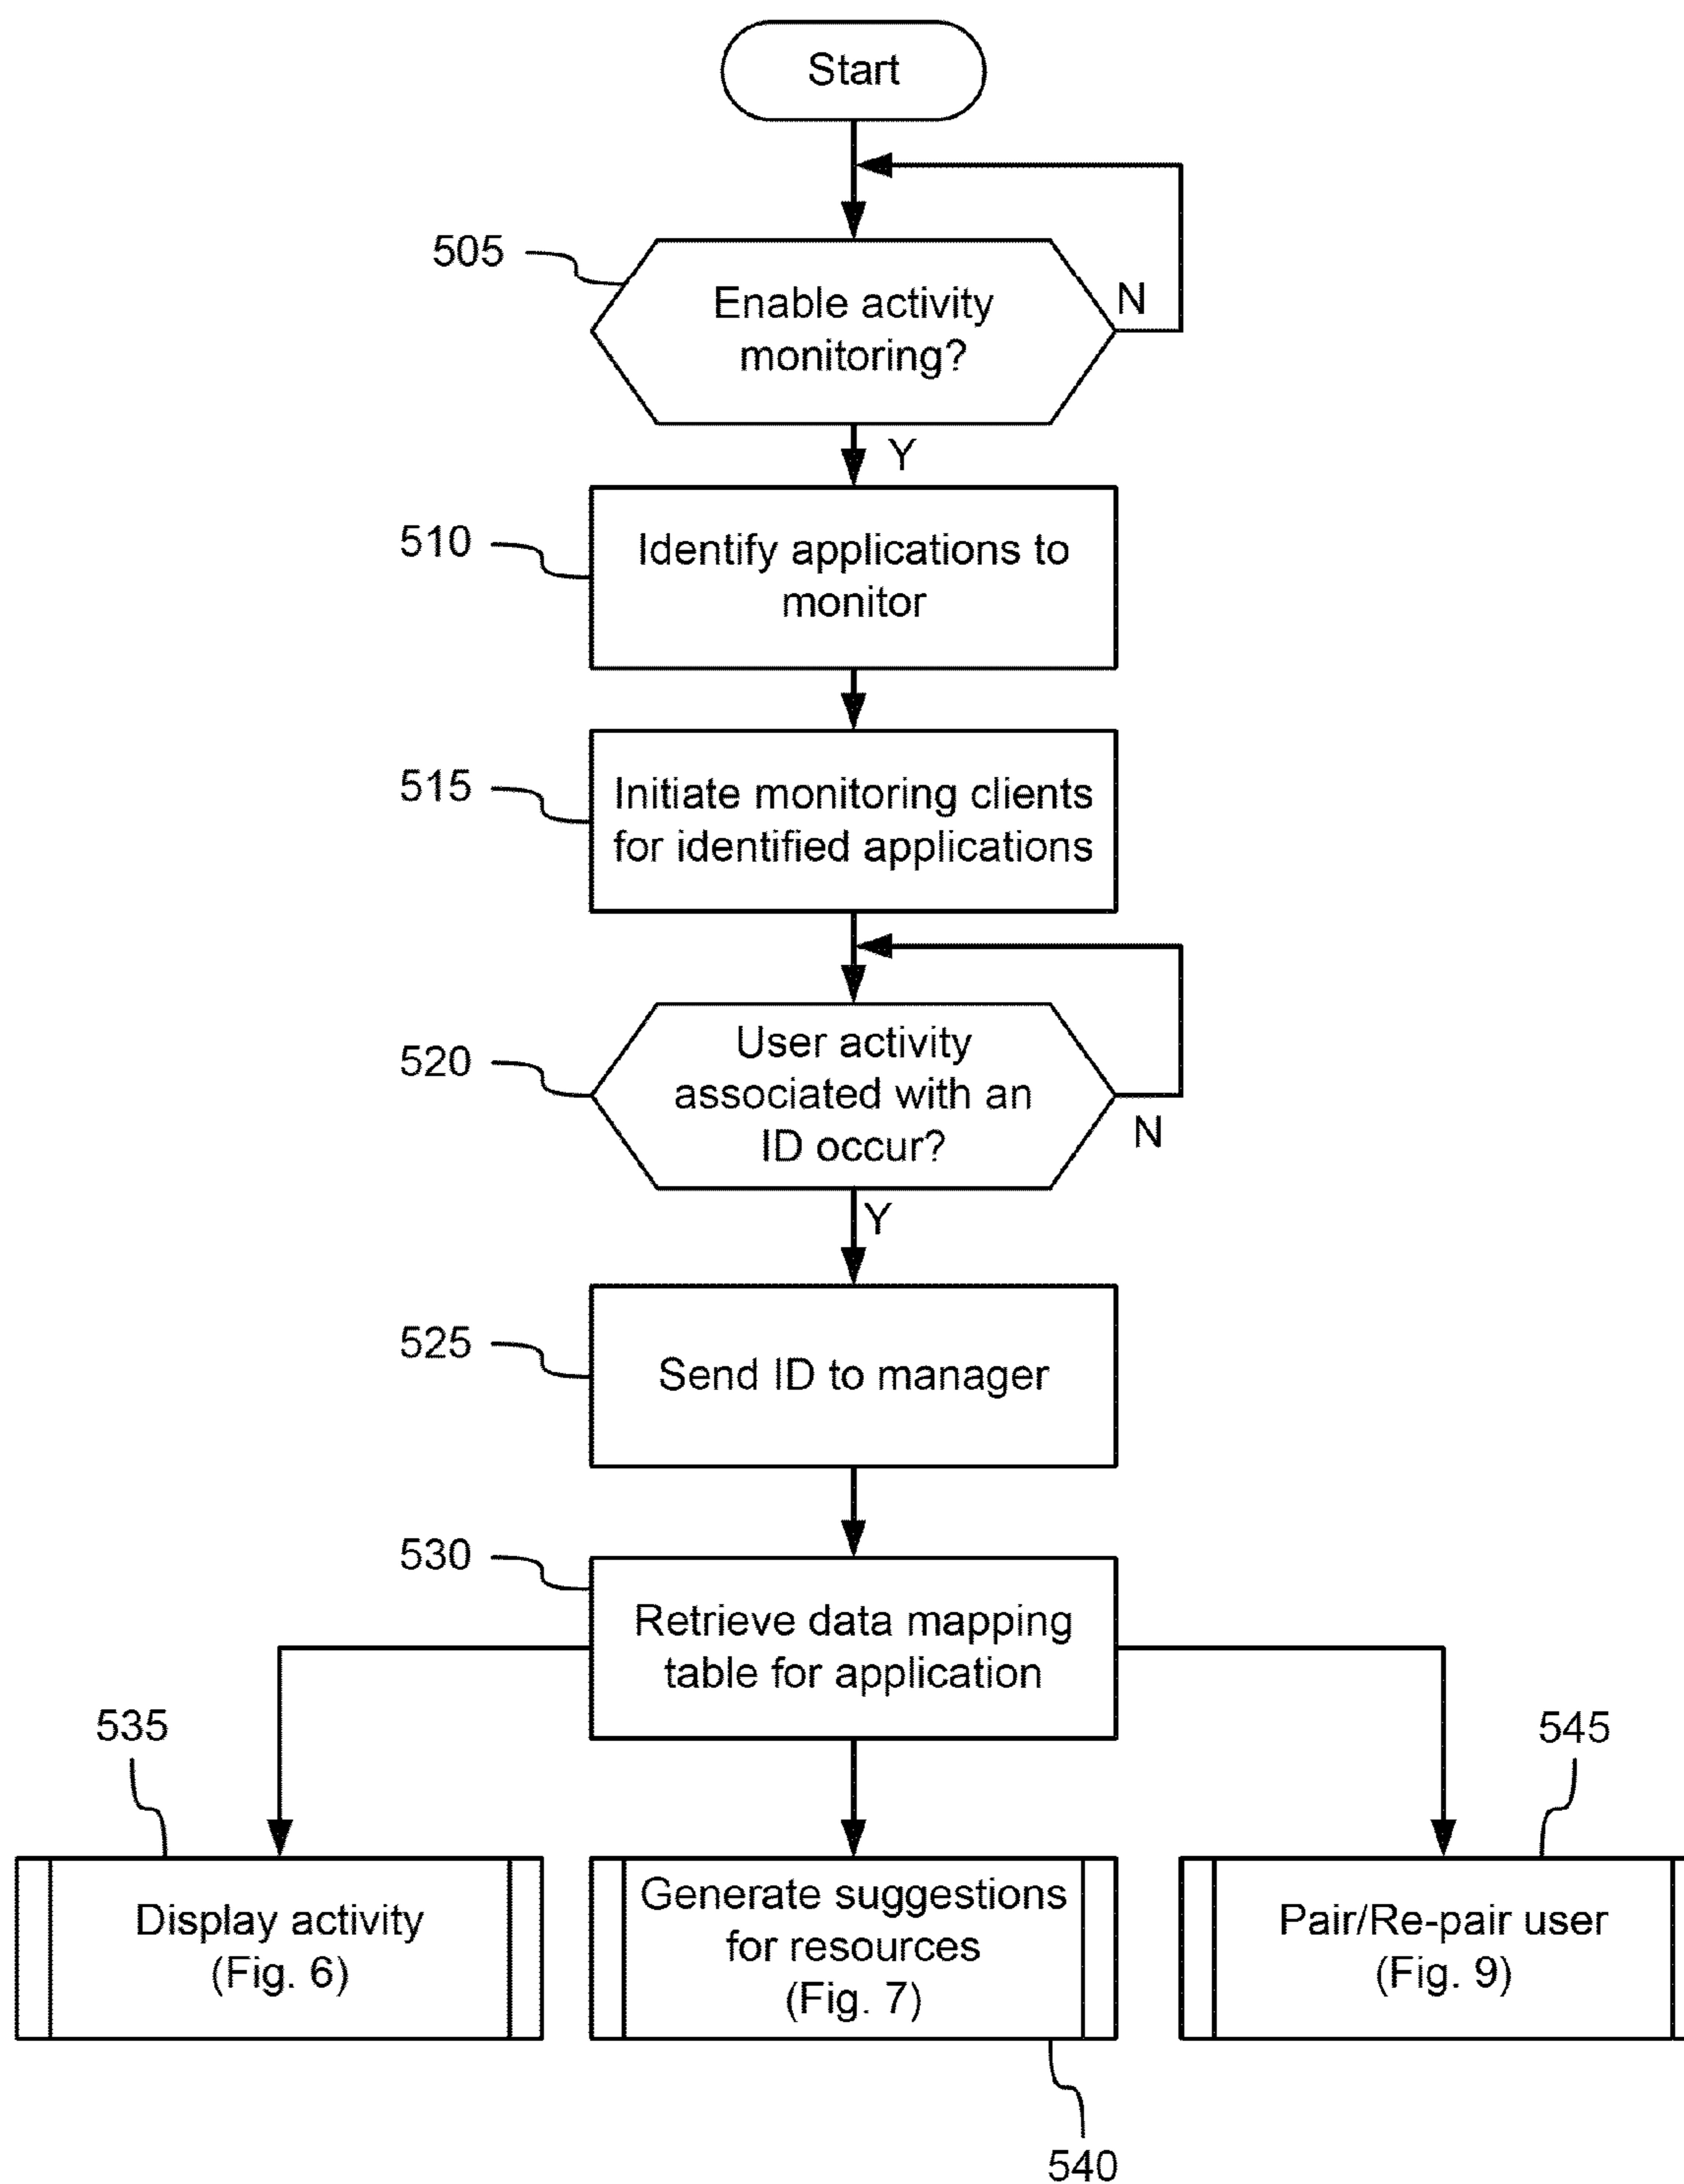 Start
505
Enable activity
monitoring?
N
Y
510
Identify applications to
monitor
515
Initiate monitoring clients
for identified applications
520
User activity
associated with an
ID occur?
N
Y
525
Send ID to manager
530
Retrieve data mapping
table for application
535
545
Display activity
(Fig. 6)
Generate suggestions
for resources
(Fig. 7)
Pair/Re-pair user
(Fig. 9)
540